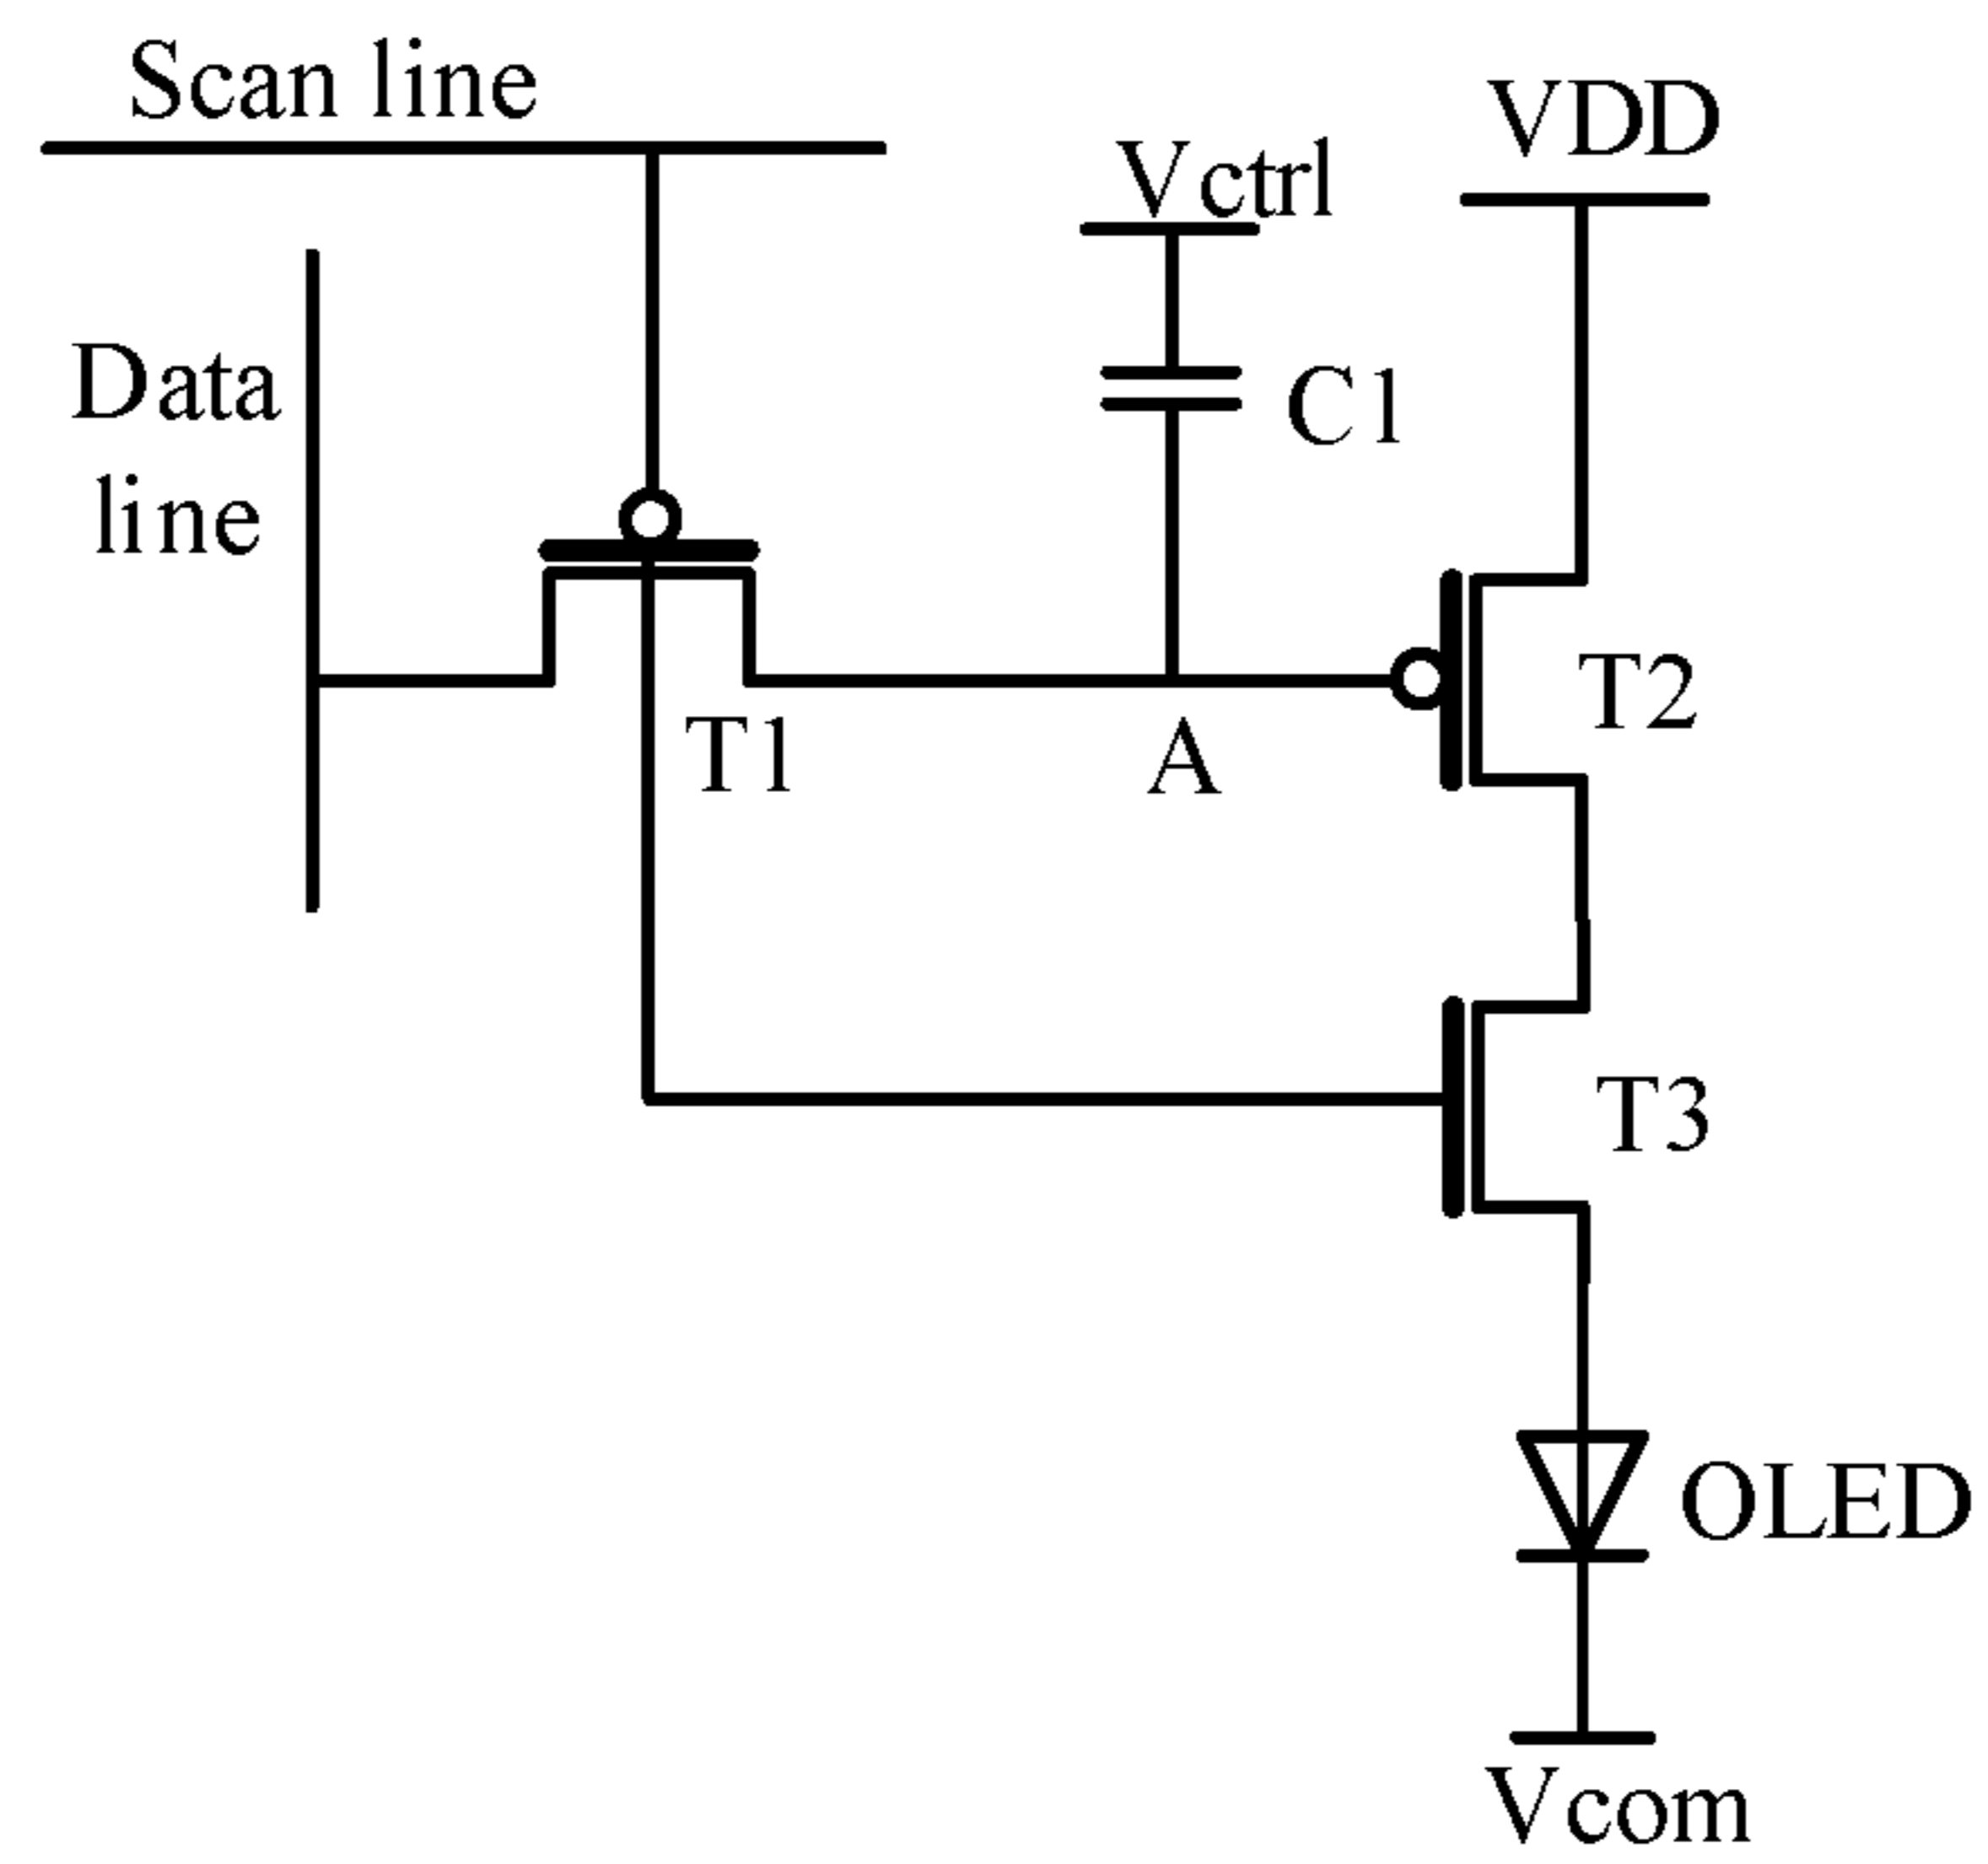 Scan line
VDD
Vctrl
Data
line
C1
T2
T1
A
T3
OLED
Vcom